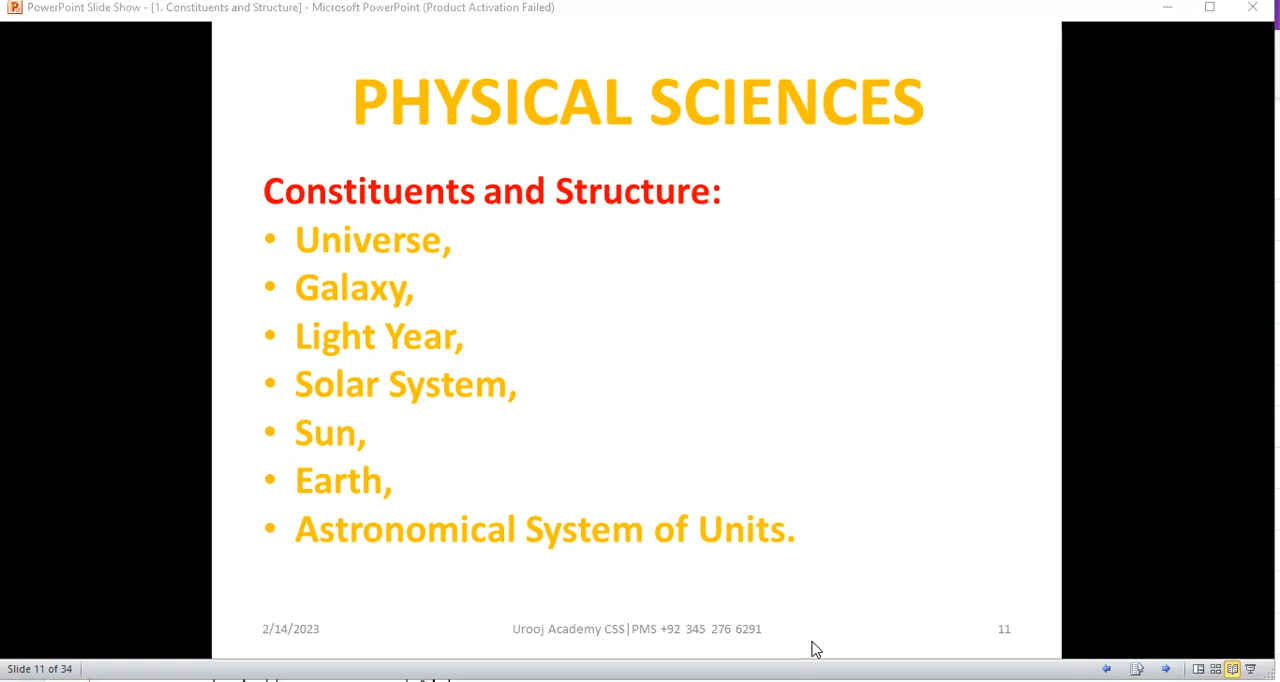 PowerPoint Slide Show - [1. Constituents and Structure] - Microsoft PowerPoint (Product Activation Failed)
PHYSICAL SCIENCES
Constituents and Structure:
• Universe,
• Galaxy,
• Light Year,
• Solar System,
• Sun,
• Earth,
• Astronomical System of Units.
2/14/2023 Urooj Academy CSS|PMS +92 345 276 6291 11
Slide 11 of 34